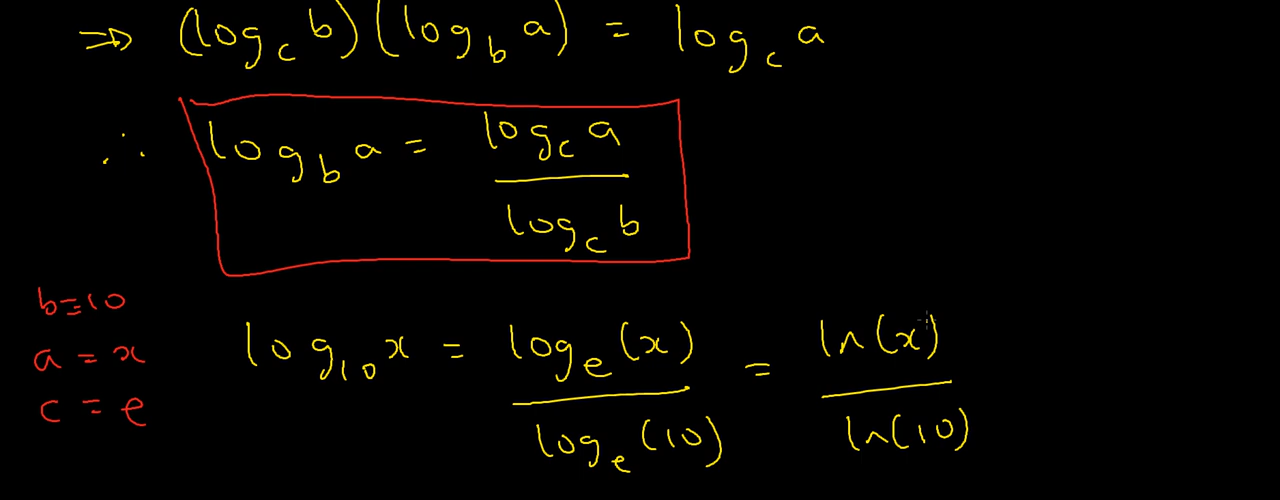 ⇒ (log_c b)(log_b a) = log_c a
∴ log_b a = log_c a / log_c b
b=10
a = x
c = e
log_10 x = log_e(x) / log_e(10) = ln(x) / ln(10)